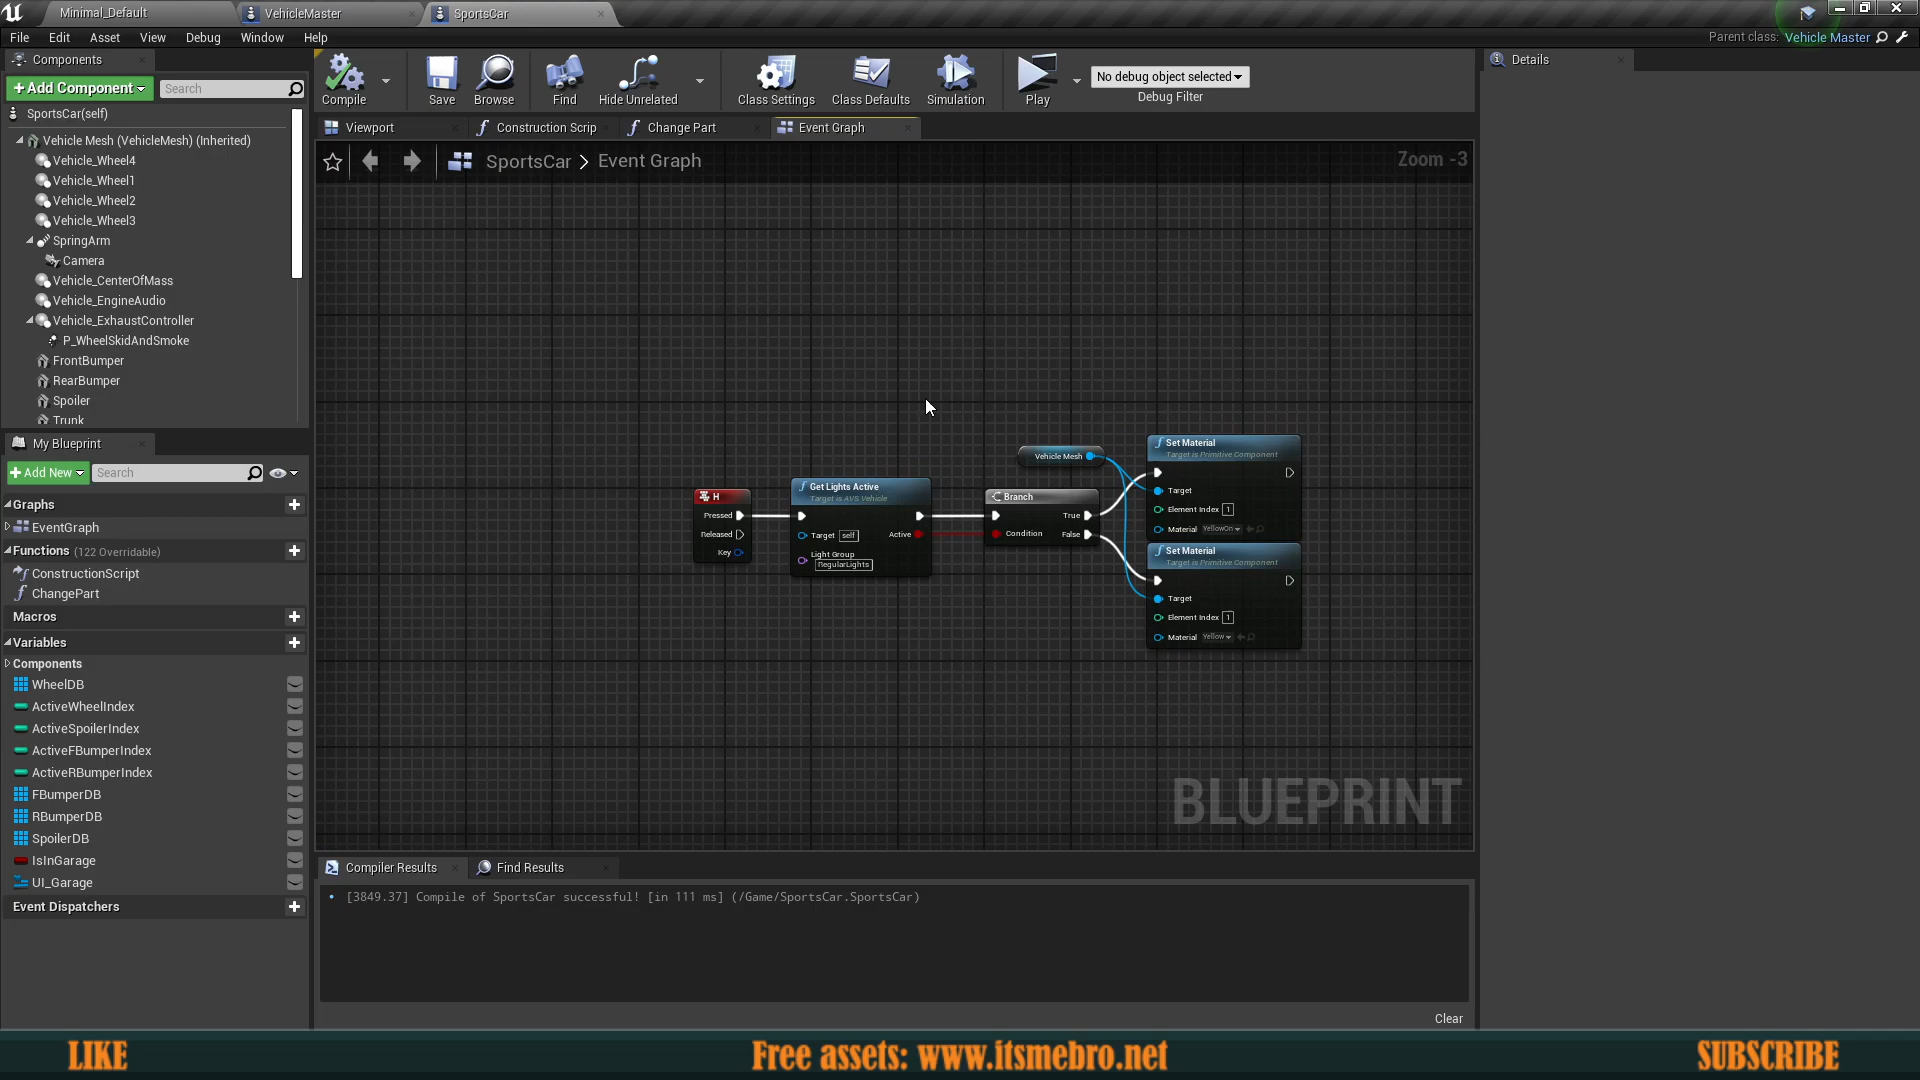 Minimal_Default
VehicleMaster
SportsCar
File Edit Asset View Debug Window Help
Parent class: Vehicle Master
Components
+Add Component
Search
SportsCar(self)
Vehicle Mesh (VehicleMesh) (Inherited)
Vehicle_Wheel4
Vehicle_Wheel1
Vehicle_Wheel2
Vehicle_Wheel3
SpringArm
Camera
Vehicle_CenterOfMass
Vehicle_EngineAudio
Vehicle_ExhaustController
P_WheelSkidAndSmoke
FrontBumper
RearBumper
Spoiler
Trunk
My Blueprint
+Add New
Search
Graphs
EventGraph
Functions (122 Overridable)
ConstructionScript
ChangePart
Macros
Variables
Components
WheelDB
ActiveWheelIndex
ActiveSpoilerIndex
ActiveFBumperIndex
ActiveRBumperIndex
FBumperDB
RBumperDB
SpoilerDB
IsInGarage
UI_Garage
Event Dispatchers
Compile
Save
Browse
Find
Hide Unrelated
Class Settings
Class Defaults
Simulation
Play
No debug object selected
Debug Filter
Viewport
Construction Scrip
Change Part
Event Graph
SportsCar > Event Graph
Zoom -3
H
Pressed
Released
Key
Get Lights Active
Target is AVS Vehicle
Target self
Active
Light Group
RegularLights
Vehicle Mesh
Branch
True
Condition
False
Set Material
Target is Primitive Component
Target
Element Index 1
Material YellowOn
Set Material
Target is Primitive Component
Target
Element Index 1
Material Yellow
BLUEPRINT
Compiler Results
Find Results
[3849.37] Compile of SportsCar successful! [in 111 ms] (/Game/SportsCar.SportsCar)
Clear
Details
LIKE
Free assets: www.itsmebro.net
SUBSCRIBE